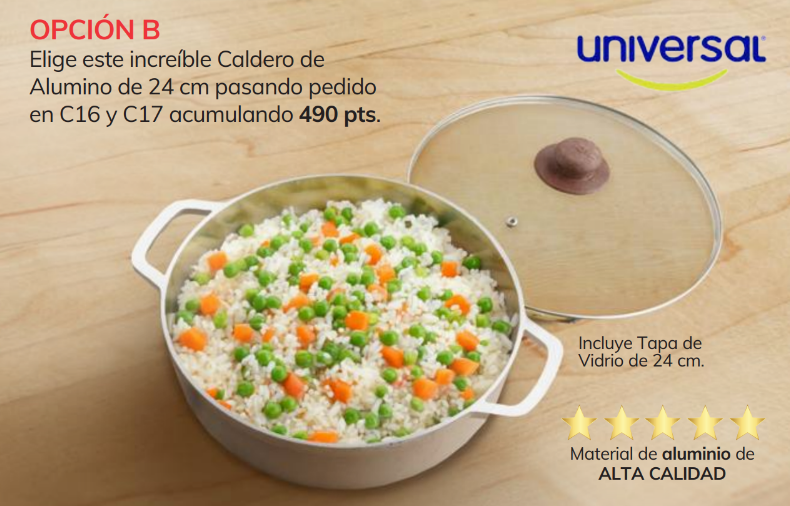 OPCIÓN B
Elige este increíble Caldero de
Alumino de 24 cm pasando pedido
en C16 y C17 acumulando 490 pts.
universal
Incluye Tapa de
Vidrio de 24 cm.
Material de aluminio de
ALTA CALIDAD